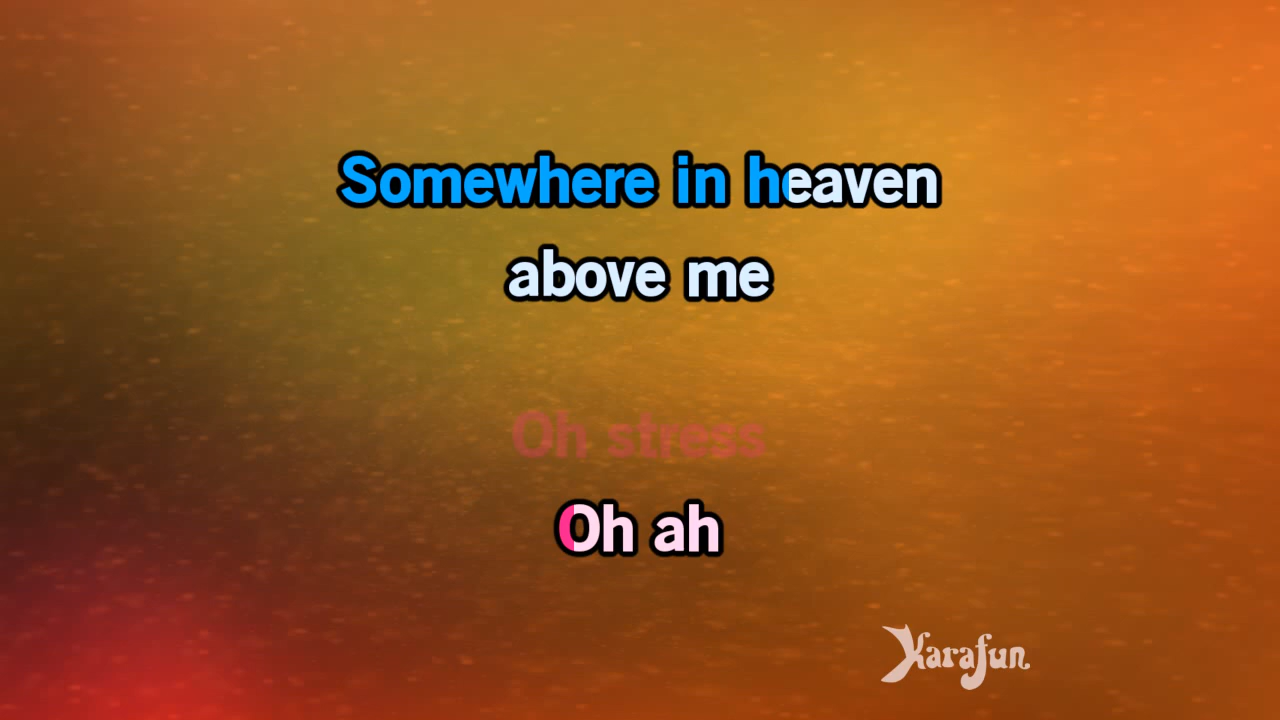 Somewhere in heaven
above me
Oh stress
Oh ah
Karafun